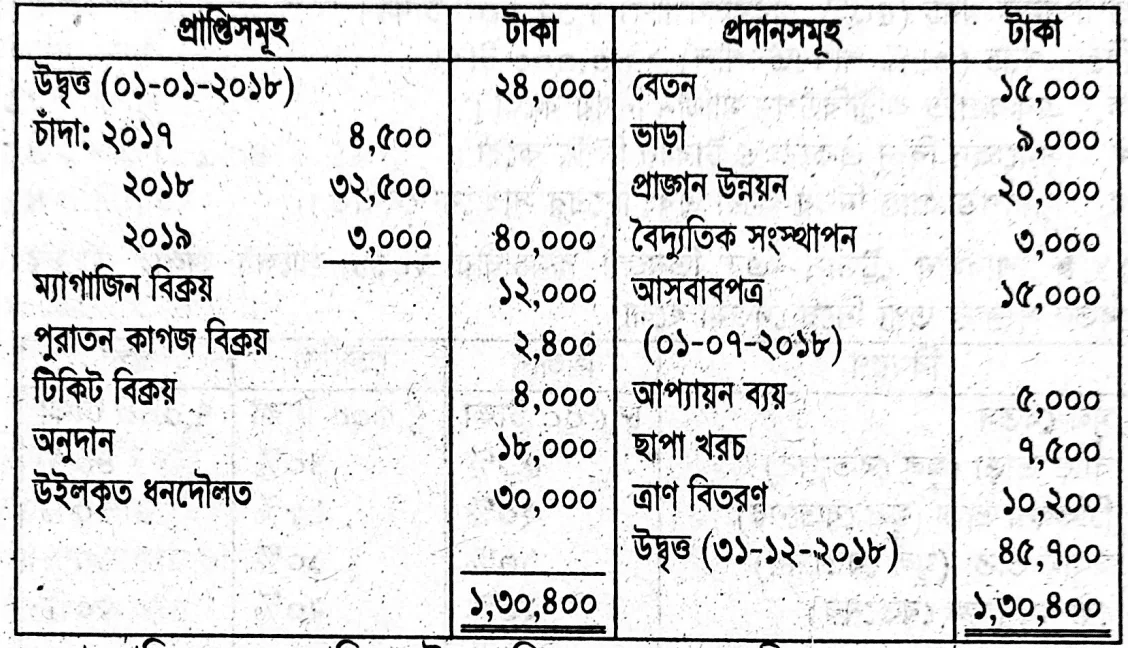 প্রাপ্তিসমূহ টাকা প্রদানসমূহ টাকা
উদ্বৃত্ত (০১-০১-২০১৮) ২৪,০০০ বেতন ১৫,০০০
চাঁদা: ২০১৭ ৪,৫০০ ভাড়া ৯,০০০
২০১৮ ৩২,৫০০ প্রাঙ্গন উন্নয়ন ২০,০০০
২০১৯ ৩,০০০ ৪০,০০০ বৈদ্যুতিক সংস্থাপন ৩,০০০
ম্যাগাজিন বিক্রয় ১২,০০০ আসবাবপত্র ১৫,০০০
পুরাতন কাগজ বিক্রয় ২,৪০০ (০১-০৭-২০১৮)
টিকিট বিক্রয় ৪,০০০ আপ্যায়ন ব্যয় ৫,০০০
অনুদান ১৮,০০০ ছাপা খরচ ৭,৫০০
উইলকৃত ধনদৌলত ৩০,০০০ ত্রাণ বিতরণ ১০,২০০
উদ্বৃত্ত (৩১-১২-২০১৮) ৪৫,৭০০
১,৩০,৪০০ ১,৩০,৪০০